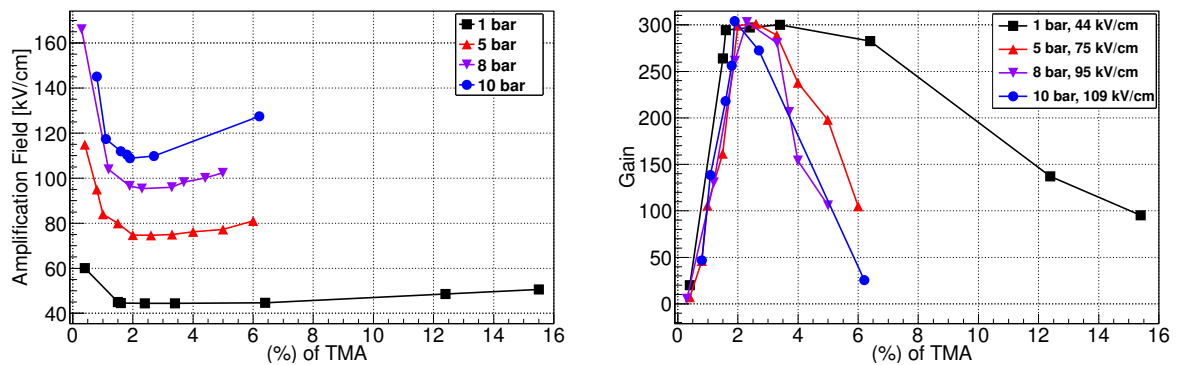 Amplification Field [kV/cm]
160
140
120
100
80
60
40
0 2 4 6 8 10 12 14 16
(%) of TMA
1 bar
5 bar
8 bar
10 bar
Gain
300
250
200
150
100
50
0
0 2 4 6 8 10 12 14 16
(%) of TMA
1 bar, 44 kV/cm
5 bar, 75 kV/cm
8 bar, 95 kV/cm
10 bar, 109 kV/cm